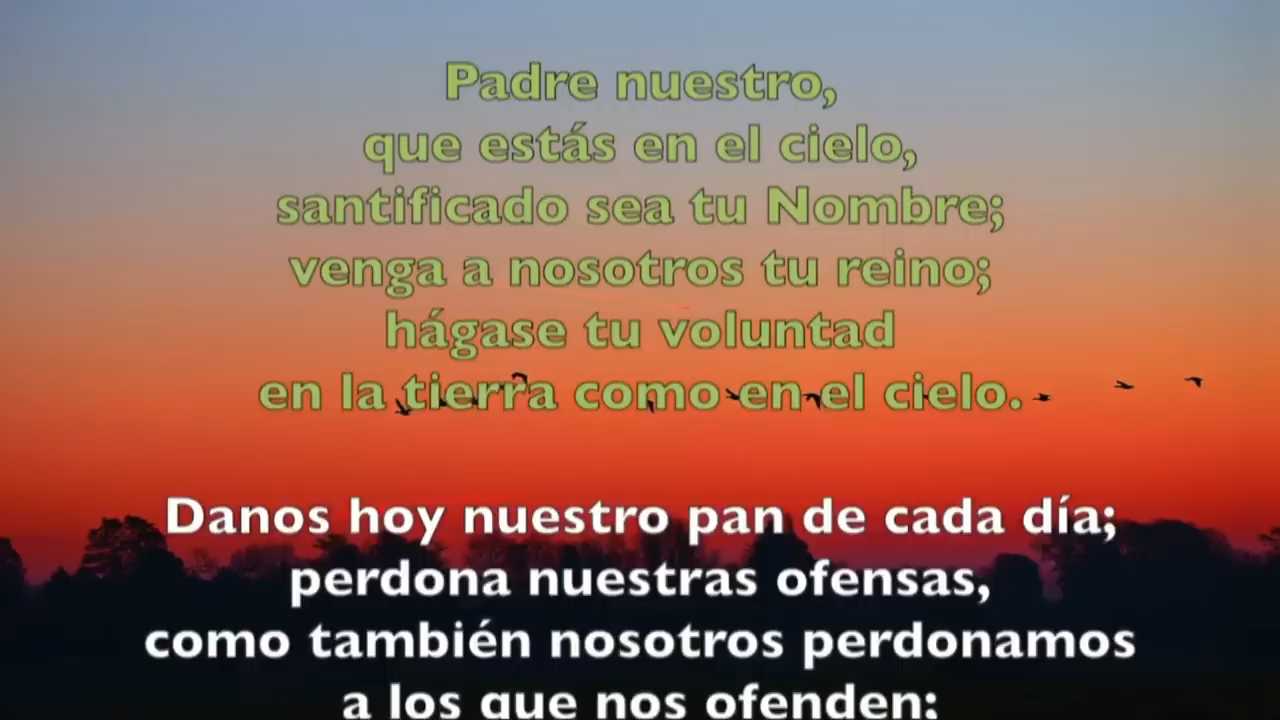 Padre nuestro,
que estás en el cielo,
santificado sea tu Nombre;
venga a nosotros tu reino;
hágase tu voluntad
en la tierra como en el cielo.
Danos hoy nuestro pan de cada día;
perdona nuestras ofensas,
como también nosotros perdonamos
a los que nos ofenden;